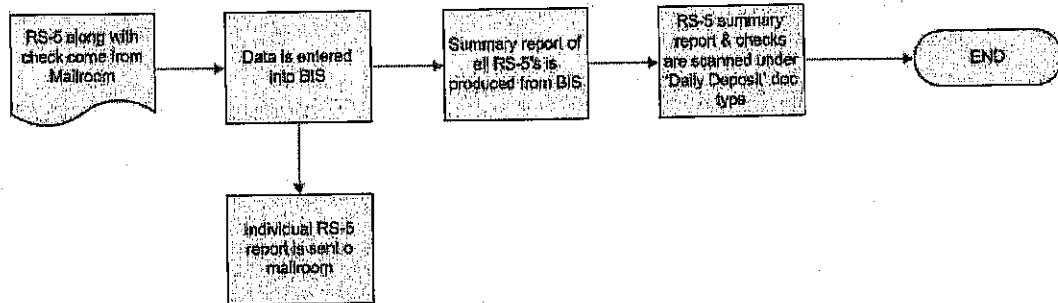 RS-5 along with
check come from
Mailroom
Data is entered
into BIS
Summary report of
all RS-5's is
produced from BIS
RS-5 summary
report & checks
are scanned under
'Daily Deposit' doc
type
END
Individual RS-5
report is sent o
mailroom